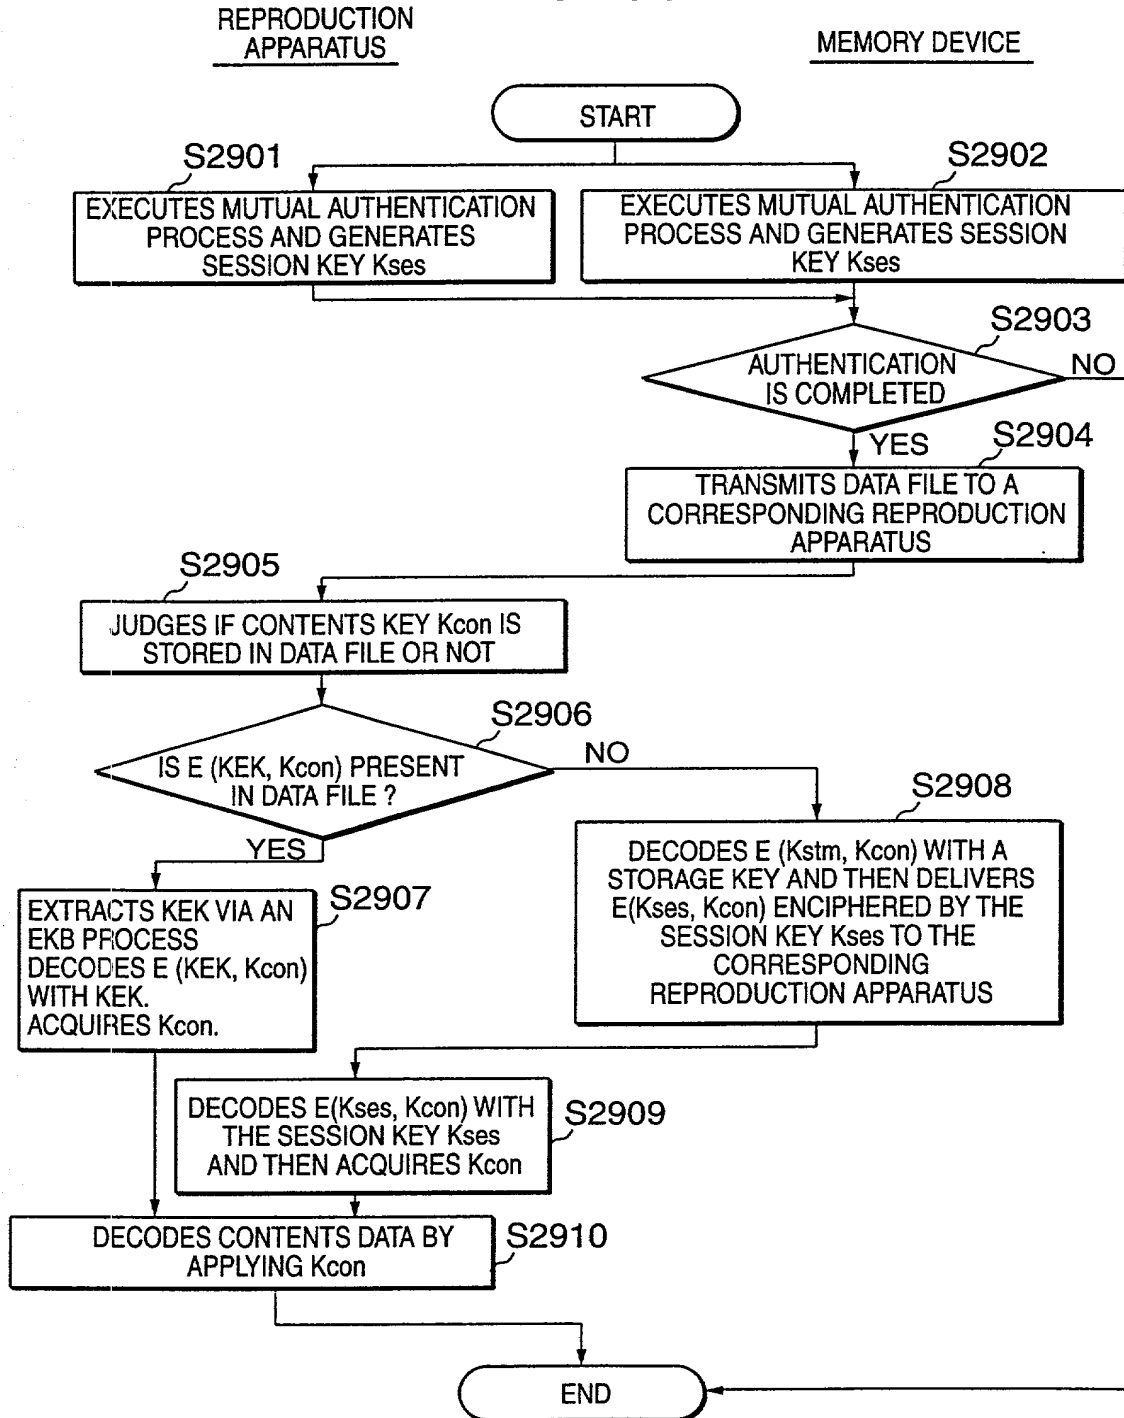 REPRODUCTION
APPARATUS
MEMORY DEVICE
START
S2901
S2902
EXECUTES MUTUAL AUTHENTICATION
PROCESS AND GENERATES
SESSION KEY Kses
EXECUTES MUTUAL AUTHENTICATION
PROCESS AND GENERATES SESSION
KEY Kses
S2903
AUTHENTICATION
IS COMPLETED
NO
YES
S2904
TRANSMITS DATA FILE TO A
CORRESPONDING REPRODUCTION
APPARATUS
S2905
JUDGES IF CONTENTS KEY Kcon IS
STORED IN DATA FILE OR NOT
S2906
IS E (KEK, Kcon) PRESENT
IN DATA FILE ?
NO
YES
S2908
DECODES E (Kstm, Kcon) WITH A
STORAGE KEY AND THEN DELIVERS
E(Kses, Kcon) ENCIPHERED BY THE
SESSION KEY Kses TO THE
CORRESPONDING
REPRODUCTION APPARATUS
S2907
EXTRACTS KEK VIA AN
EKB PROCESS
DECODES E (KEK, Kcon)
WITH KEK.
ACQUIRES Kcon.
S2909
DECODES E(Kses, Kcon) WITH
THE SESSION KEY Kses
AND THEN ACQUIRES Kcon
S2910
DECODES CONTENTS DATA BY
APPLYING Kcon
END